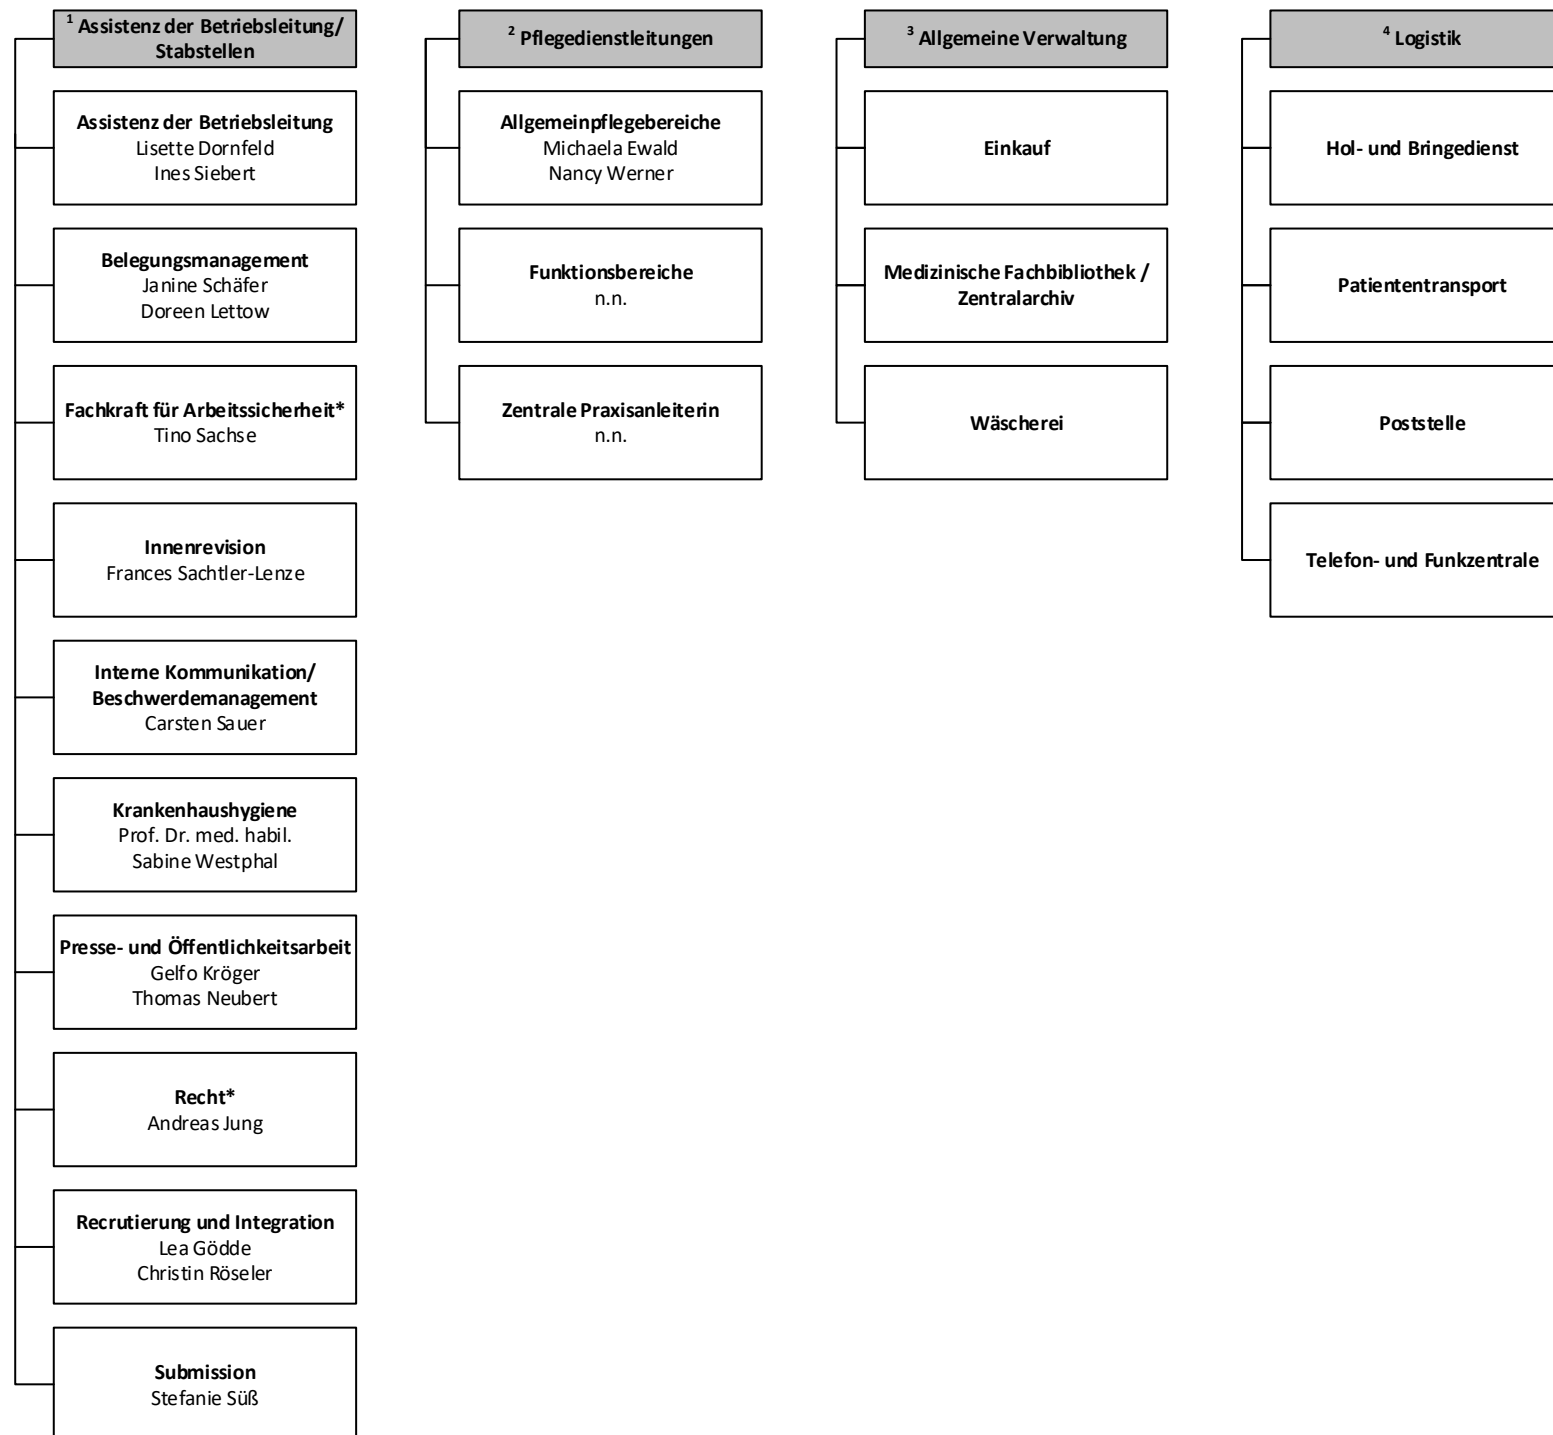 ¹ Assistenz der Betriebsleitung/
Stabstellen
Assistenz der Betriebsleitung
Lisette Dornfeld
Ines Siebert
Belegungsmanagement
Janine Schäfer
Doreen Lettow
Fachkraft für Arbeitssicherheit*
Tino Sachse
Innenrevision
Frances Sachtler-Lenze
Interne Kommunikation/
Beschwerdemanagement
Carsten Sauer
Krankenhaushygiene
Prof. Dr. med. habil.
Sabine Westphal
Presse- und Öffentlichkeitsarbeit
Gelfo Kröger
Thomas Neubert
Recht*
Andreas Jung
Recrutierung und Integration
Lea Gödde
Christin Röseler
Submission
Stefanie Süß
² Pflegedienstleitungen
Allgemeinpflegebereiche
Michaela Ewald
Nancy Werner
Funktionsbereiche
n.n.
Zentrale Praxisanleiterin
n.n.
³ Allgemeine Verwaltung
Einkauf
Medizinische Fachbibliothek /
Zentralarchiv
Wäscherei
⁴ Logistik
Hol- und Bringedienst
Patiententransport
Poststelle
Telefon- und Funkzentrale